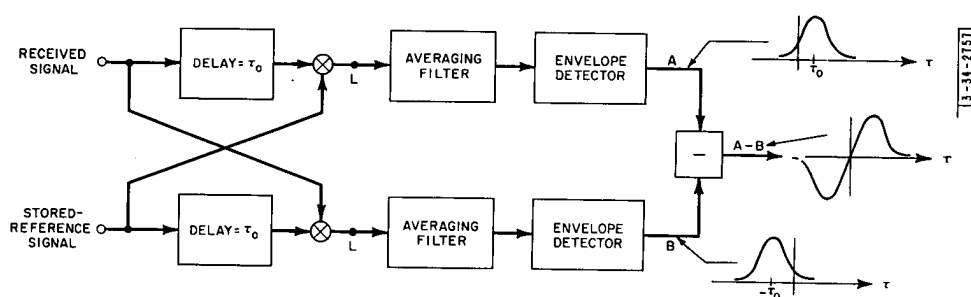 RECEIVED
SIGNAL
DELAY = τ₀
L
AVERAGING
FILTER
ENVELOPE
DETECTOR
A
τ₀
τ
13-34-2757
−
A – B
-
τ
STORED-
REFERENCE
SIGNAL
DELAY = τ₀
L
AVERAGING
FILTER
ENVELOPE
DETECTOR
B
-τ₀
τ